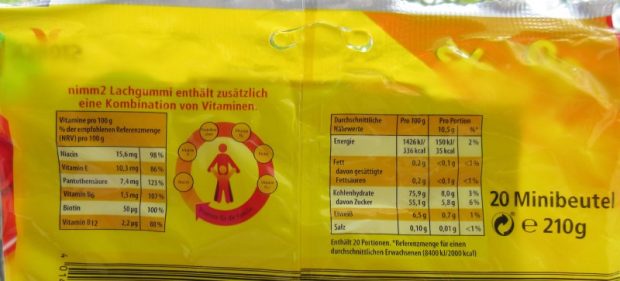 nimm2 Lachgummi enthält zusätzlich
eine Kombination von Vitaminen.
Vitamine pro 100 g
% der empfohlenen Referenzmenge
(NRV) pro 100 g
Niacin 15,6 mg 98 %
Vitamin E 10,3 mg 86 %
Pantothensäure 7,4 mg 123 %
Vitamin B6 1,5 mg 107 %
Biotin 50 µg 100 %
Vitamin B12 2,2 µg 88 %
Durchschnittliche Pro 100 g Pro Portion
Nährwerte 10,5 g %*
Energie 1426 kJ/ 150 kJ/ 2 %
336 kcal 35 kcal
Fett 0,2 g <0,1 g <1 %
davon gesättigte
Fettsäuren 0,2 g <0,1 g <1 %
Kohlenhydrate 75,9 g 8,0 g 3 %
davon Zucker 55,1 g 5,8 g 6 %
Eiweiß 6,5 g 0,7 g 1 %
Salz 0,10 g 0,01 g <1 %
Enthält 20 Portionen. *Referenzmenge für einen
durchschnittlichen Erwachsenen (8400 kJ/2000 kcal)
20 Minibeutel
e 210g